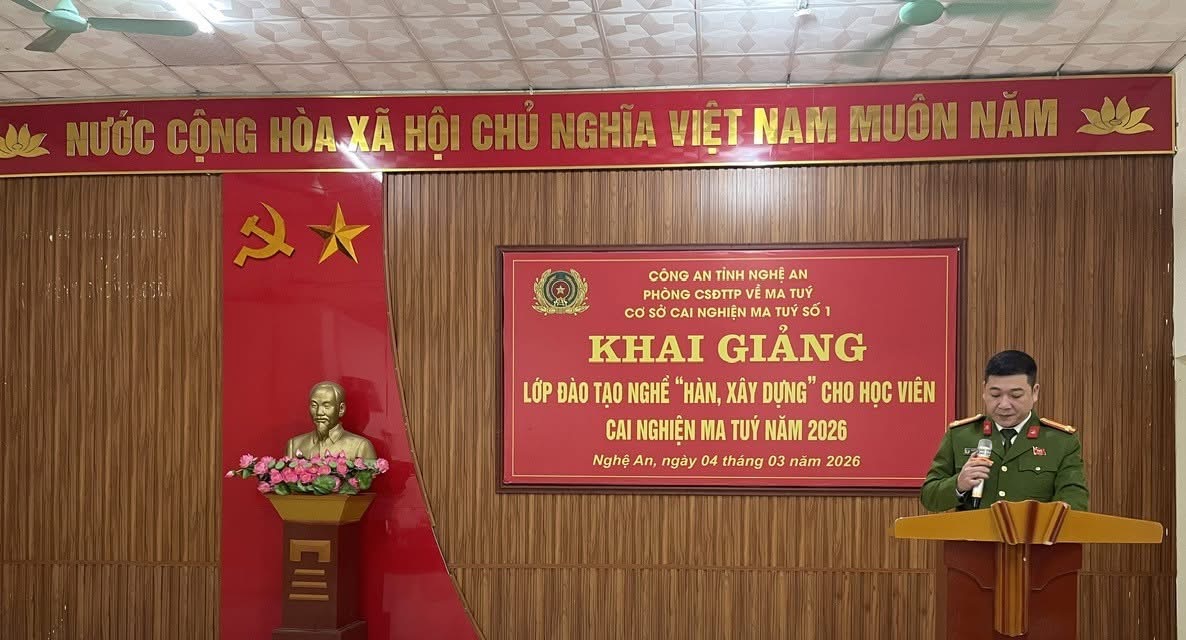 NƯỚC CỘNG HÒA XÃ HỘI CHỦ NGHĨA VIỆT NAM MUÔN NĂM
CÔNG AN TỈNH NGHỆ AN
PHÒNG CSĐTTP VỀ MA TUÝ
CƠ SỞ CAI NGHIỆN MA TUÝ SỐ 1
KHAI GIẢNG
LỚP ĐÀO TẠO NGHỀ “HÀN, XÂY DỰNG” CHO HỌC VIÊN
CAI NGHIỆN MA TUÝ NĂM 2026
Nghệ An, ngày 04 tháng 03 năm 2026